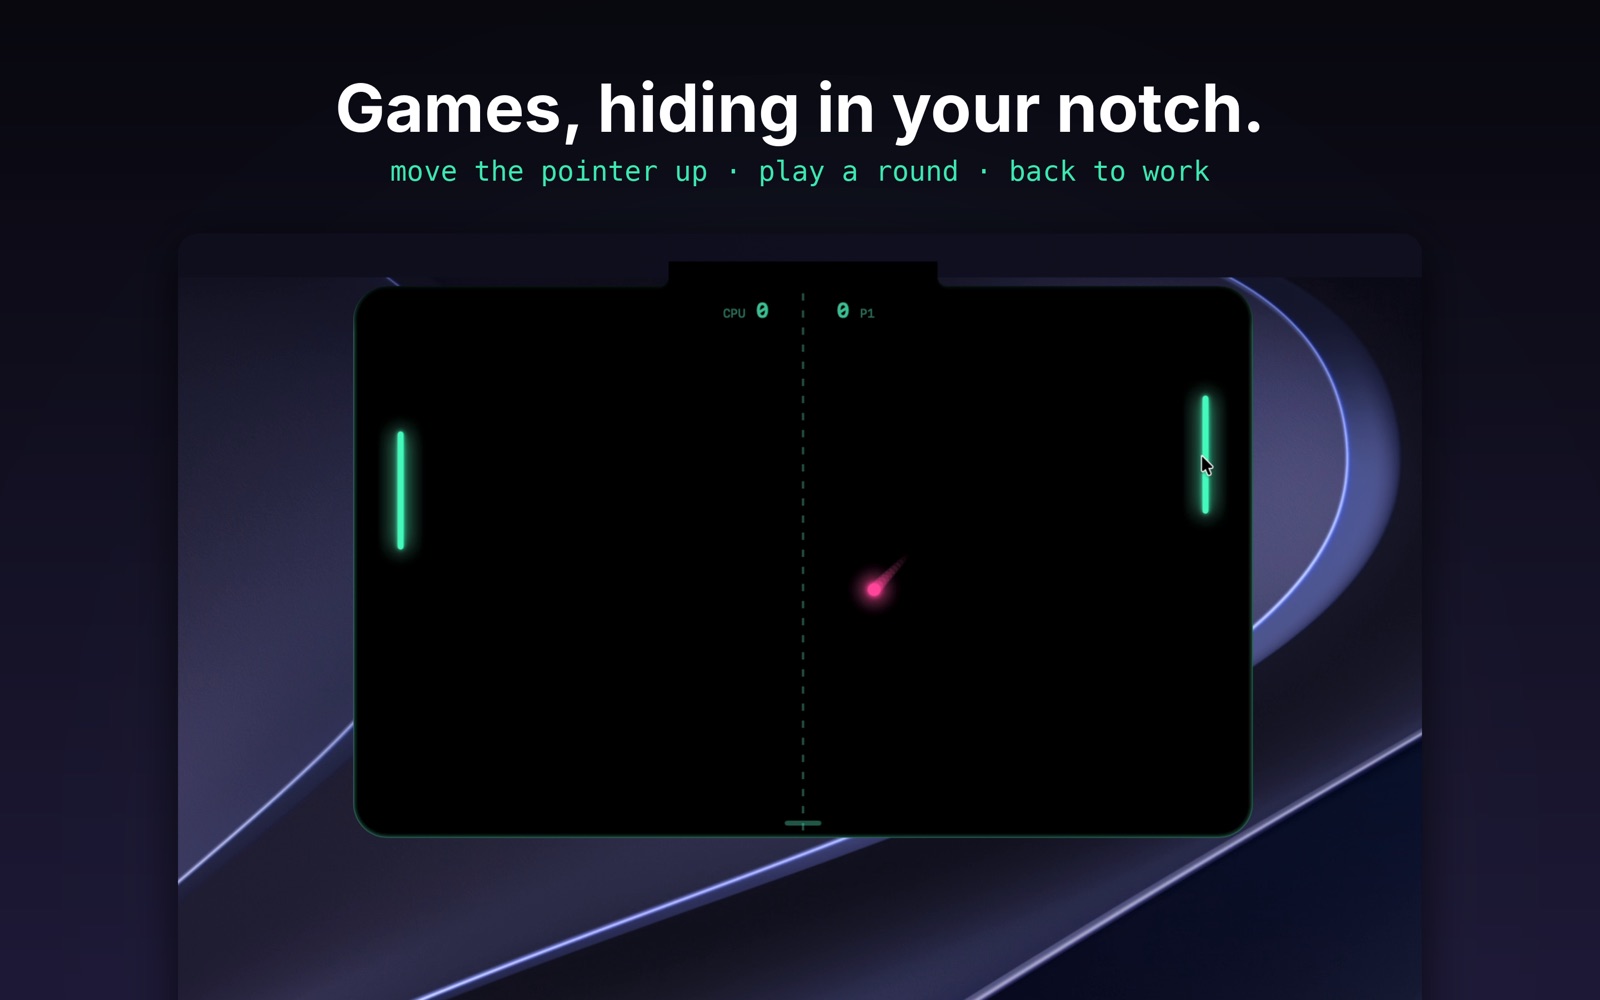 Games, hiding in your notch.
move the pointer up · play a round · back to work
CPU 0 0 P1